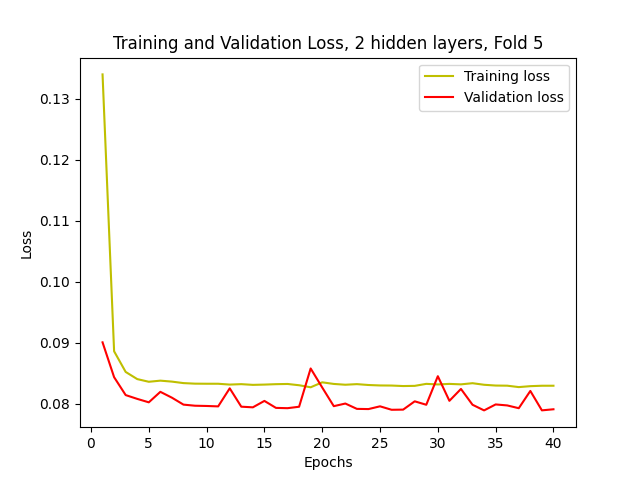 Training and Validation Loss, 2 hidden layers, Fold 5
Training loss
Validation loss
0.13
0.12
0.11
0.10
0.09
0.08
Loss
0 5 10 15 20 25 30 35 40
Epochs